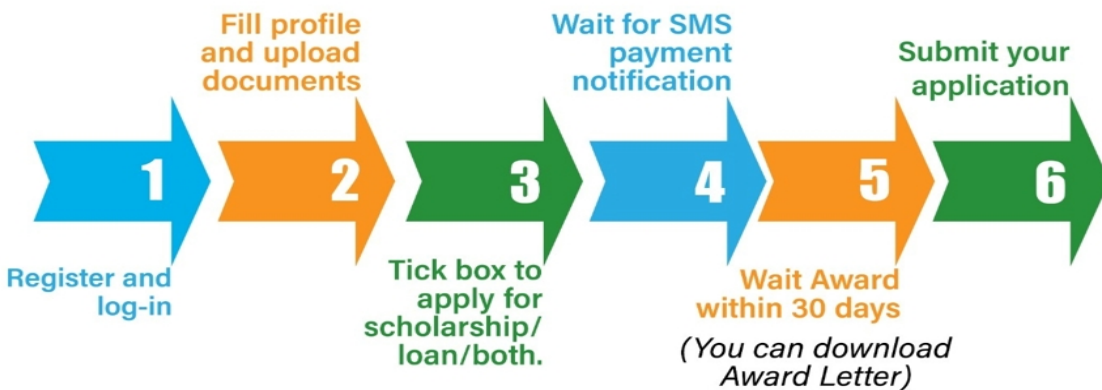 1
Register and
log-in
Fill profile
and upload
documents
2
3
Tick box to
apply for
scholarship/
loan/both.
Wait for SMS
payment
notification
4
5
Wait Award
within 30 days
(You can download
Award Letter)
Submit your
application
6